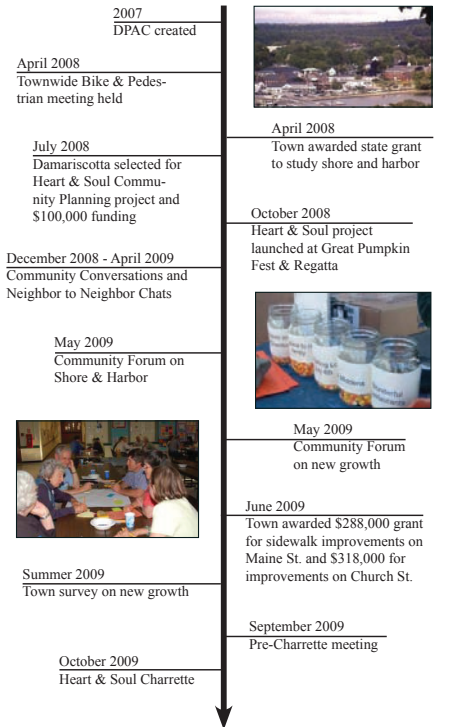 2007
DPAC created
April 2008
Townwide Bike & Pedes-
trian meeting held
April 2008
Town awarded state grant
to study shore and harbor
July 2008
Damariscotta selected for
Heart & Soul Commu-
nity Planning project and
$100,000 funding
October 2008
Heart & Soul project
launched at Great Pumpkin
Fest & Regatta
December 2008 - April 2009
Community Conversations and
Neighbor to Neighbor Chats
May 2009
Community Forum on
Shore & Harbor
May 2009
Community Forum
on new growth
June 2009
Town awarded $288,000 grant
for sidewalk improvements on
Maine St. and $318,000 for
improvements on Church St.
Summer 2009
Town survey on new growth
September 2009
Pre-Charrette meeting
October 2009
Heart & Soul Charrette